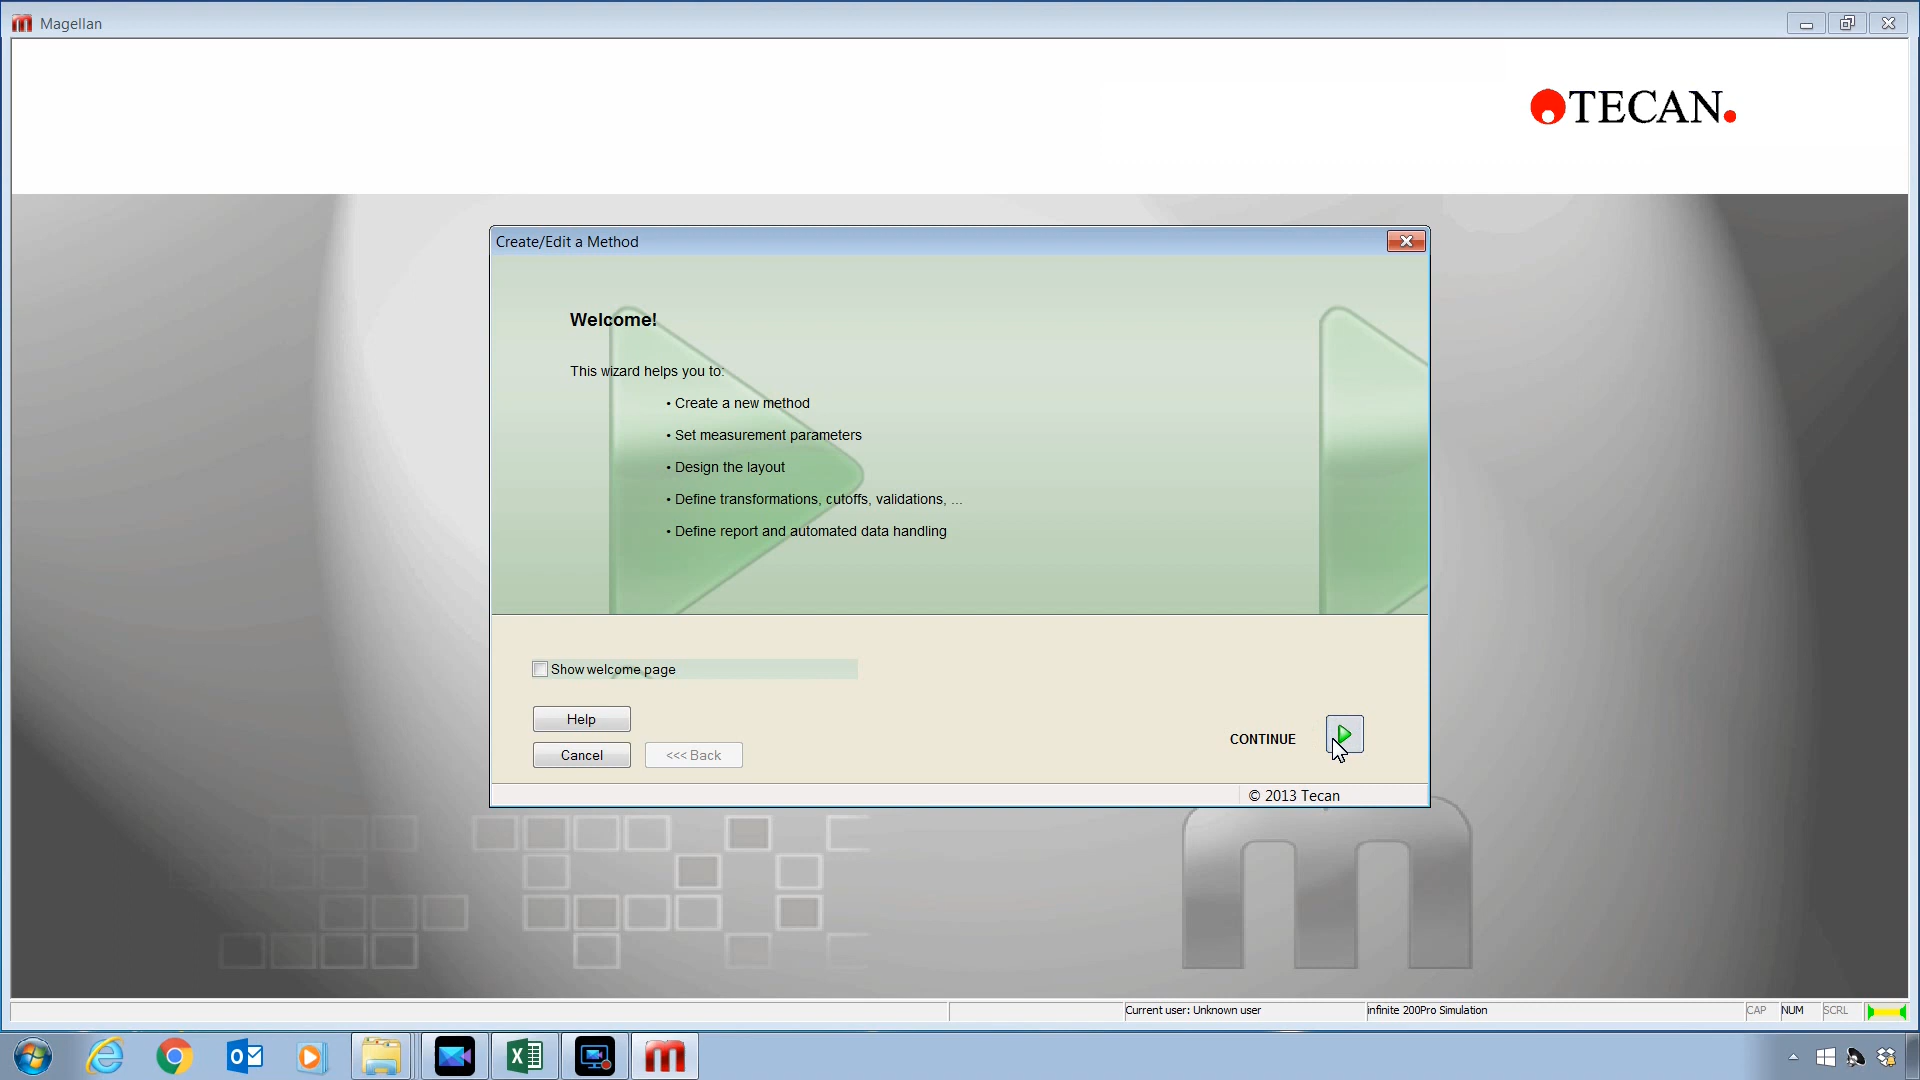 Magellan
TECAN.
Create/Edit a Method
Welcome!
This wizard helps you to:
• Create a new method
• Set measurement parameters
• Design the layout
• Define transformations, cutoffs, validations, ...
• Define report and automated data handling
Show welcome page
Help
CONTINUE
Cancel
<<< Back
© 2013 Tecan
Current user: Unknown user
infinite 200Pro Simulation
CAP
NUM
SCRL